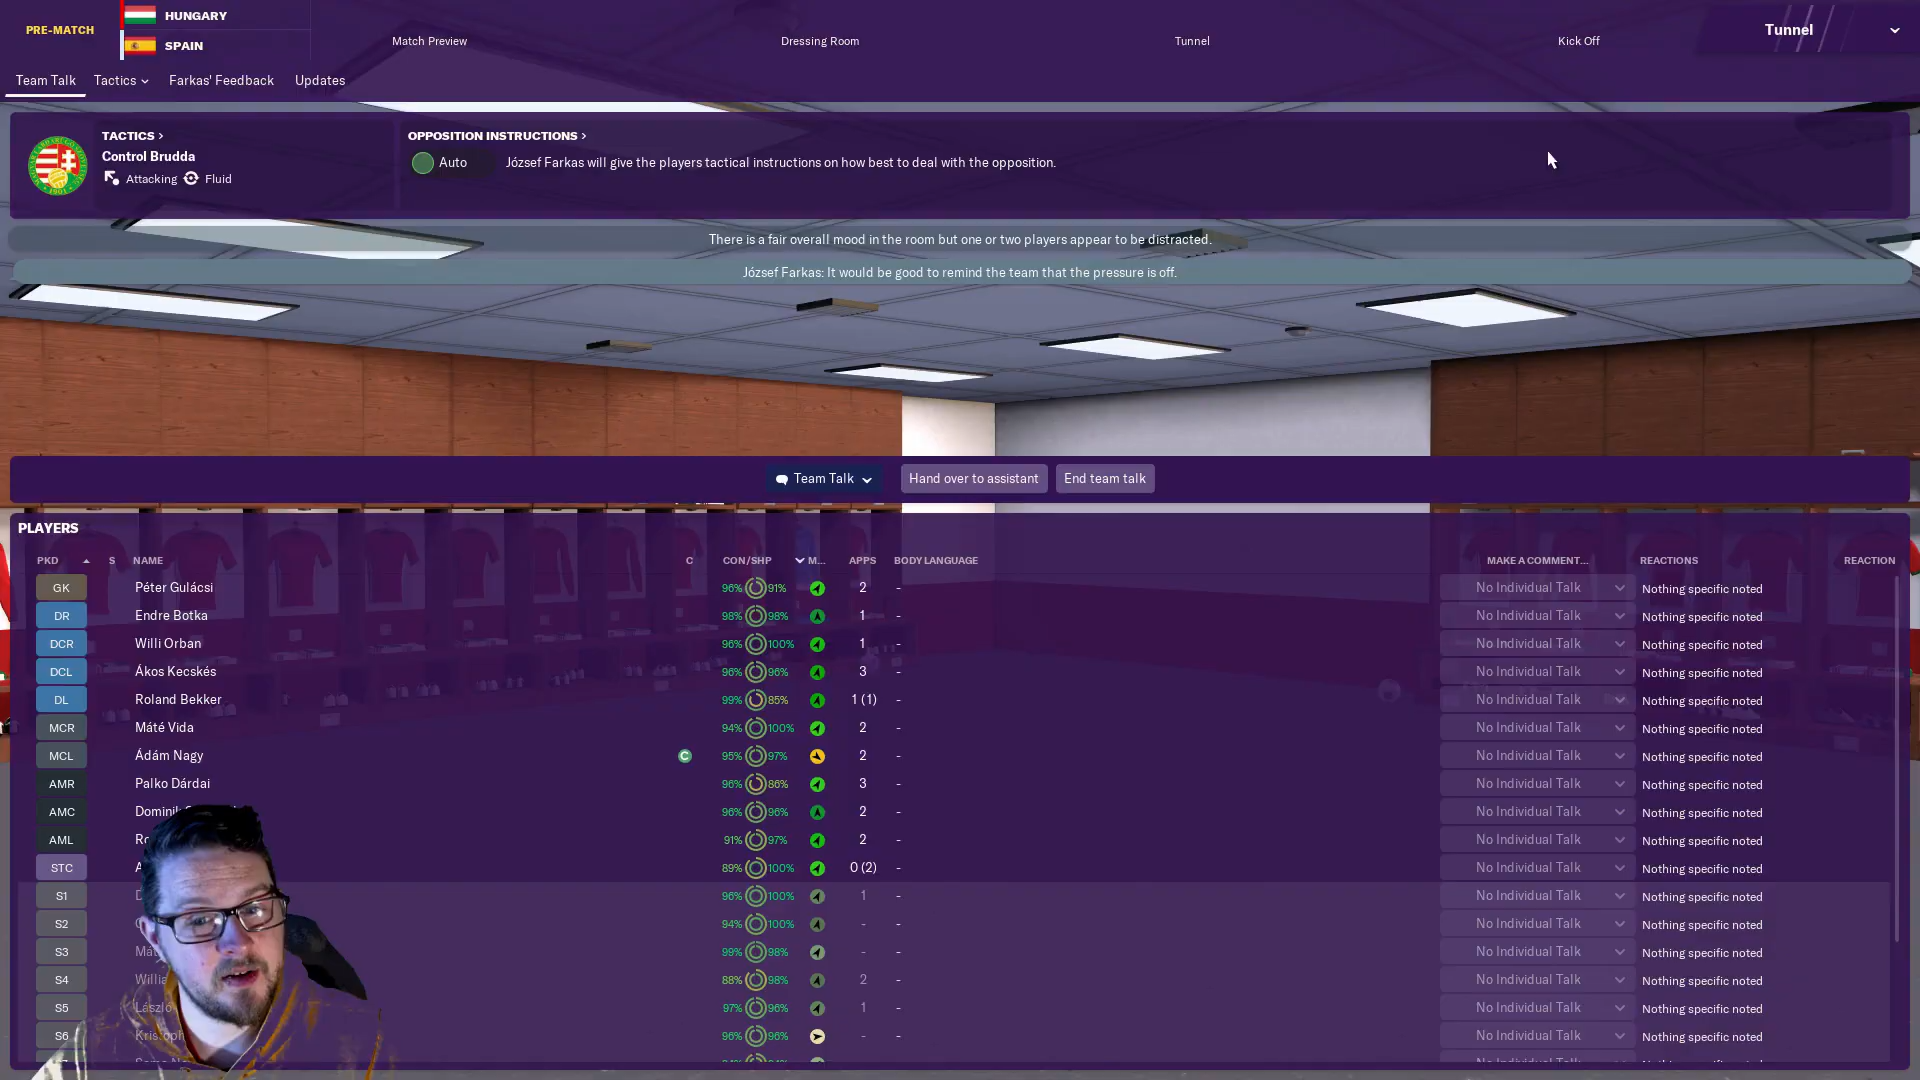 PRE-MATCH
HUNGARY
SPAIN
Match Preview
Dressing Room
Tunnel
Kick Off
Tunnel
Team Talk
Tactics
Farkas' Feedback
Updates
TACTICS >
Control Brudda
Attacking
Fluid
OPPOSITION INSTRUCTIONS >
Auto
József Farkas will give the players tactical instructions on how best to deal with the opposition.
There is a fair overall mood in the room but one or two players appear to be distracted.
József Farkas: It would be good to remind the team that the pressure is off.
Team Talk
Hand over to assistant
End team talk
PLAYERS
PKD S NAME C CON/SHP M... APPS BODY LANGUAGE MAKE A COMMENT... REACTIONS REACTION
GK Péter Gulácsi 96% 91% 2 - No Individual Talk Nothing specific noted
DR Endre Botka 98% 98% 1 - No Individual Talk Nothing specific noted
DCR Willi Orban 96% 100% 1 - No Individual Talk Nothing specific noted
DCL Ákos Kecskés 96% 96% 3 - No Individual Talk Nothing specific noted
DL Roland Bekker 99% 85% 1 (1) - No Individual Talk Nothing specific noted
MCR Máté Vida 94% 100% 2 - No Individual Talk Nothing specific noted
MCL Ádám Nagy C 95% 97% 2 - No Individual Talk Nothing specific noted
AMR Palko Dárdai 96% 86% 3 - No Individual Talk Nothing specific noted
AMC Dominik 96% 96% 2 - No Individual Talk Nothing specific noted
AML 91% 97% 2 - No Individual Talk Nothing specific noted
STC 89% 100% 0 (2) - No Individual Talk Nothing specific noted
S1 96% 100% 1 - No Individual Talk Nothing specific noted
S2 94% 100% - - No Individual Talk Nothing specific noted
S3 99% 98% - - No Individual Talk Nothing specific noted
S4 88% 98% 2 - No Individual Talk Nothing specific noted
S5 László 97% 96% 1 - No Individual Talk Nothing specific noted
S6 96% 96% - - No Individual Talk Nothing specific noted